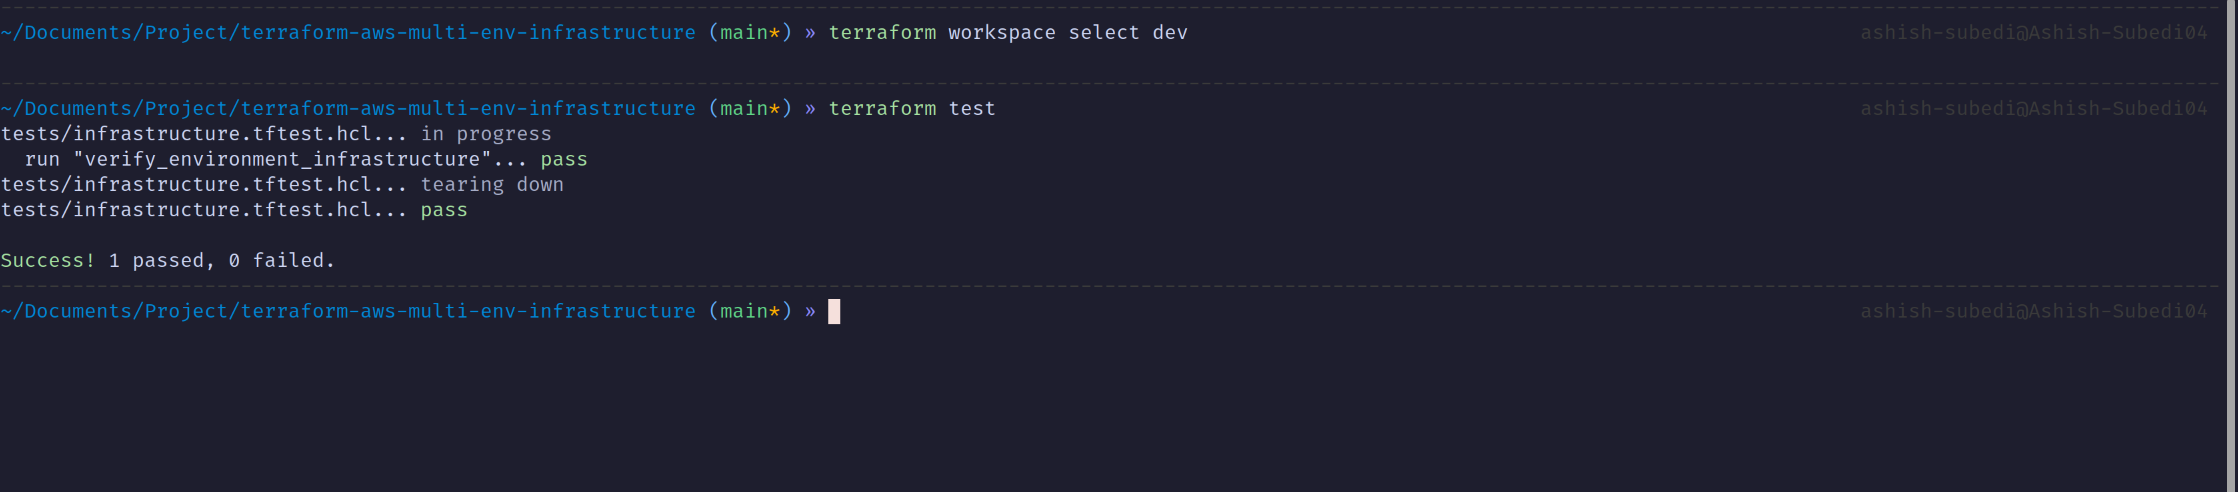 ~/Documents/Project/terraform-aws-multi-env-infrastructure (main*) » terraform workspace select dev ashish-subedi@Ashish-Subedi04
~/Documents/Project/terraform-aws-multi-env-infrastructure (main*) » terraform test ashish-subedi@Ashish-Subedi04
tests/infrastructure.tftest.hcl... in progress
  run "verify_environment_infrastructure"... pass
tests/infrastructure.tftest.hcl... tearing down
tests/infrastructure.tftest.hcl... pass
Success! 1 passed, 0 failed.
~/Documents/Project/terraform-aws-multi-env-infrastructure (main*) » ashish-subedi@Ashish-Subedi04